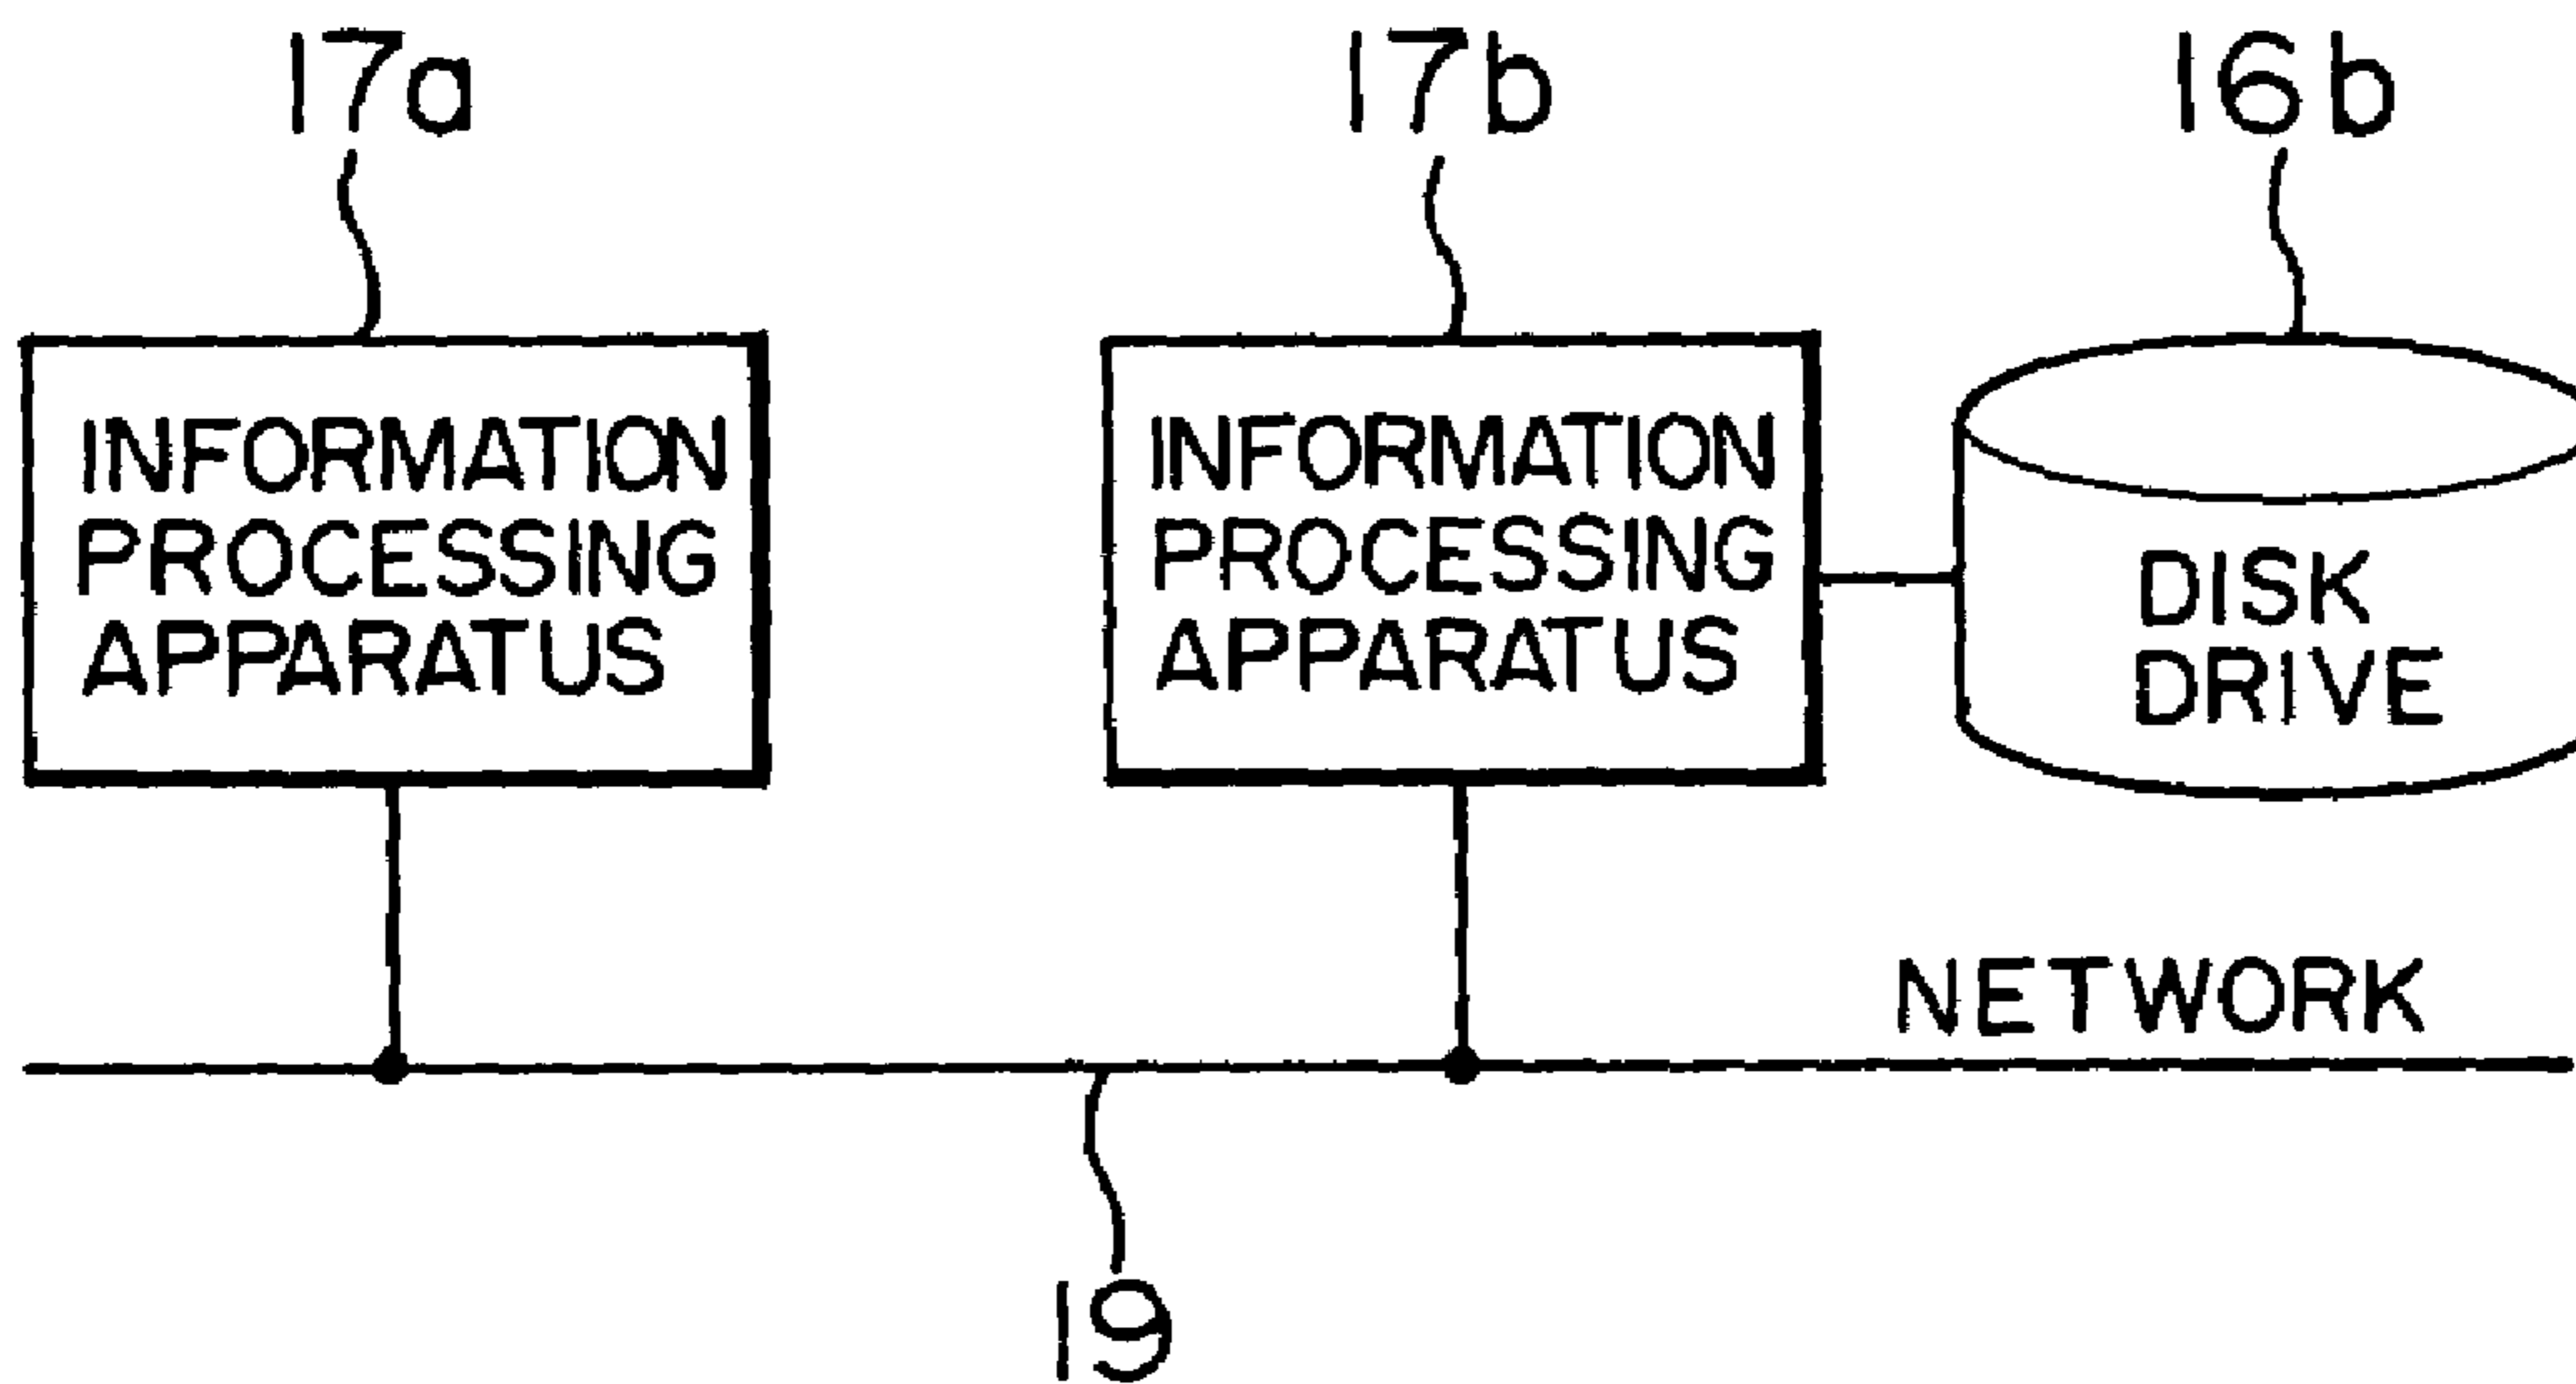 17a
17b
16b
INFORMATION
PROCESSING
APPARATUS
INFORMATION
PROCESSING
APPARATUS
DISK
DRIVE
NETWORK
19